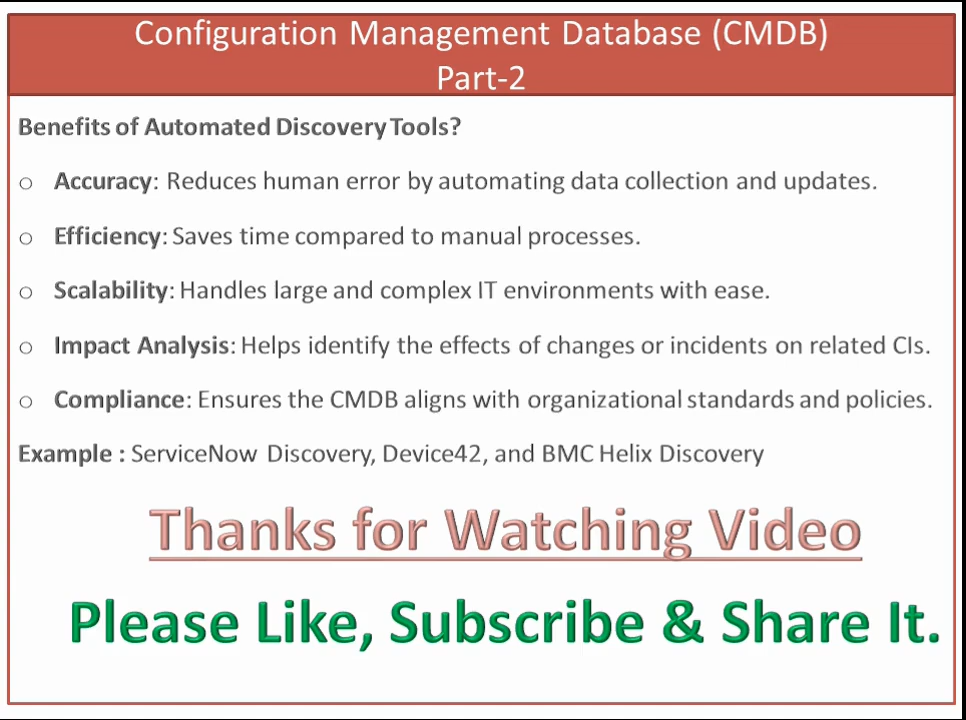 Configuration Management Database (CMDB)
Part-2
Benefits of Automated Discovery Tools?
o Accuracy: Reduces human error by automating data collection and updates.
o Efficiency: Saves time compared to manual processes.
o Scalability: Handles large and complex IT environments with ease.
o Impact Analysis: Helps identify the effects of changes or incidents on related CIs.
o Compliance: Ensures the CMDB aligns with organizational standards and policies.
Example : ServiceNow Discovery, Device42, and BMC Helix Discovery
Thanks for Watching Video
Please Like, Subscribe & Share It.